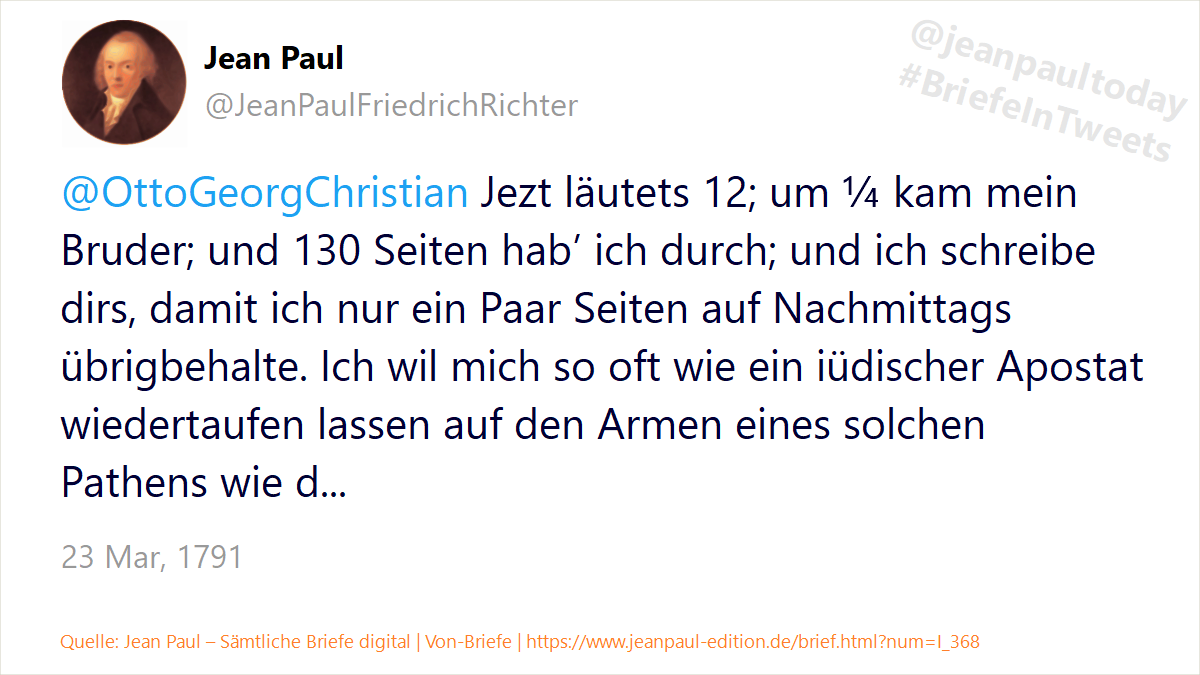 Jean Paul
@JeanPaulFriedrichRichter
@jeanpaultoday
#BriefeInTweets
@OttoGeorgChristian Jezt läutets 12; um ¼ kam mein
Bruder; und 130 Seiten hab’ ich durch; und ich schreibe
dirs, damit ich nur ein Paar Seiten auf Nachmittags
übrigbehalte. Ich wil mich so oft wie ein iüdischer Apostat
wiedertaufen lassen auf den Armen eines solchen
Pathens wie d...
23 Mar, 1791
Quelle: Jean Paul – Sämtliche Briefe digital | Von-Briefe | https://www.jeanpaul-edition.de/brief.html?num=I_368